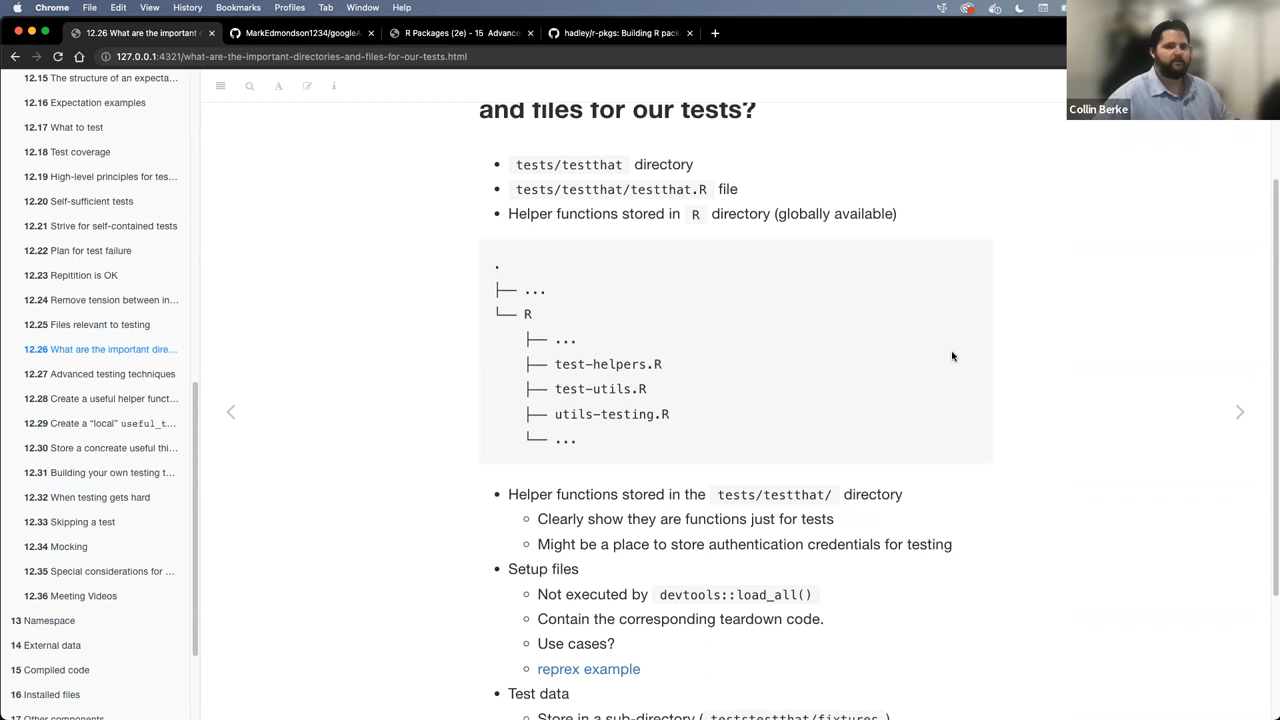 Chrome File Edit View History Bookmarks Profiles Tab Window Help
12.26 What are the important
MarkEdmondson1234/googleA
R Packages (2e) - 15 Advance
hadley/r-pkgs: Building R pack
127.0.0.1:4321/what-are-the-important-directories-and-files-for-our-tests.html
Collin Berke
12.15 The structure of an expecta...
12.16 Expectation examples
12.17 What to test
12.18 Test coverage
12.19 High-level principles for tes...
12.20 Self-sufficient tests
12.21 Strive for self-contained tests
12.22 Plan for test failure
12.23 Repitition is OK
12.24 Remove tension between in...
12.25 Files relevant to testing
12.26 What are the important dire...
12.27 Advanced testing techniques
12.28 Create a useful helper funct...
12.29 Create a “local” useful_t...
12.30 Store a concreate useful thi...
12.31 Building your own testing t...
12.32 When testing gets hard
12.33 Skipping a test
12.34 Mocking
12.35 Special considerations for ...
12.36 Meeting Videos
13 Namespace
14 External data
15 Compiled code
16 Installed files
17 Other components
and files for our tests?
• tests/testthat directory
• tests/testthat/testthat.R file
• Helper functions stored in R directory (globally available)
.
├── ...
└── R
├── ...
├── test-helpers.R
├── test-utils.R
├── utils-testing.R
└── ...
• Helper functions stored in the tests/testthat/ directory
○ Clearly show they are functions just for tests
○ Might be a place to store authentication credentials for testing
• Setup files
○ Not executed by devtools::load_all()
○ Contain the corresponding teardown code.
○ Use cases?
○ reprex example
• Test data
○ Store in a sub-directory ( teststestthat/fixtures )